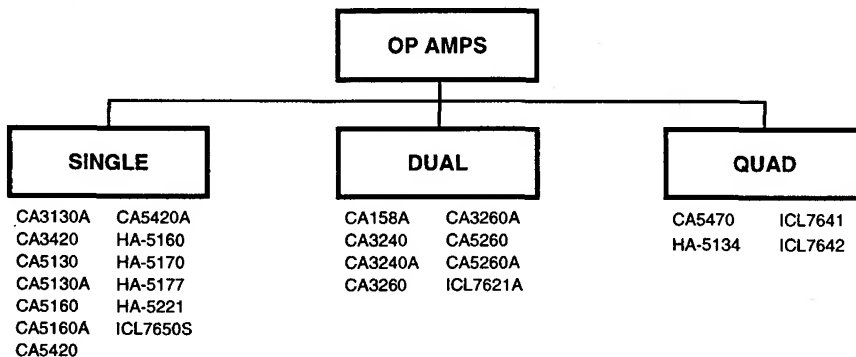 OP AMPS
SINGLE
DUAL
QUAD
CA3130A CA5420A
CA3420 HA-5160
CA5130 HA-5170
CA5130A HA-5177
CA5160 HA-5221
CA5160A ICL7650S
CA5420
CA158A CA3260A
CA3240 CA5260
CA3240A CA5260A
CA3260 ICL7621A
CA5470 ICL7641
HA-5134 ICL7642